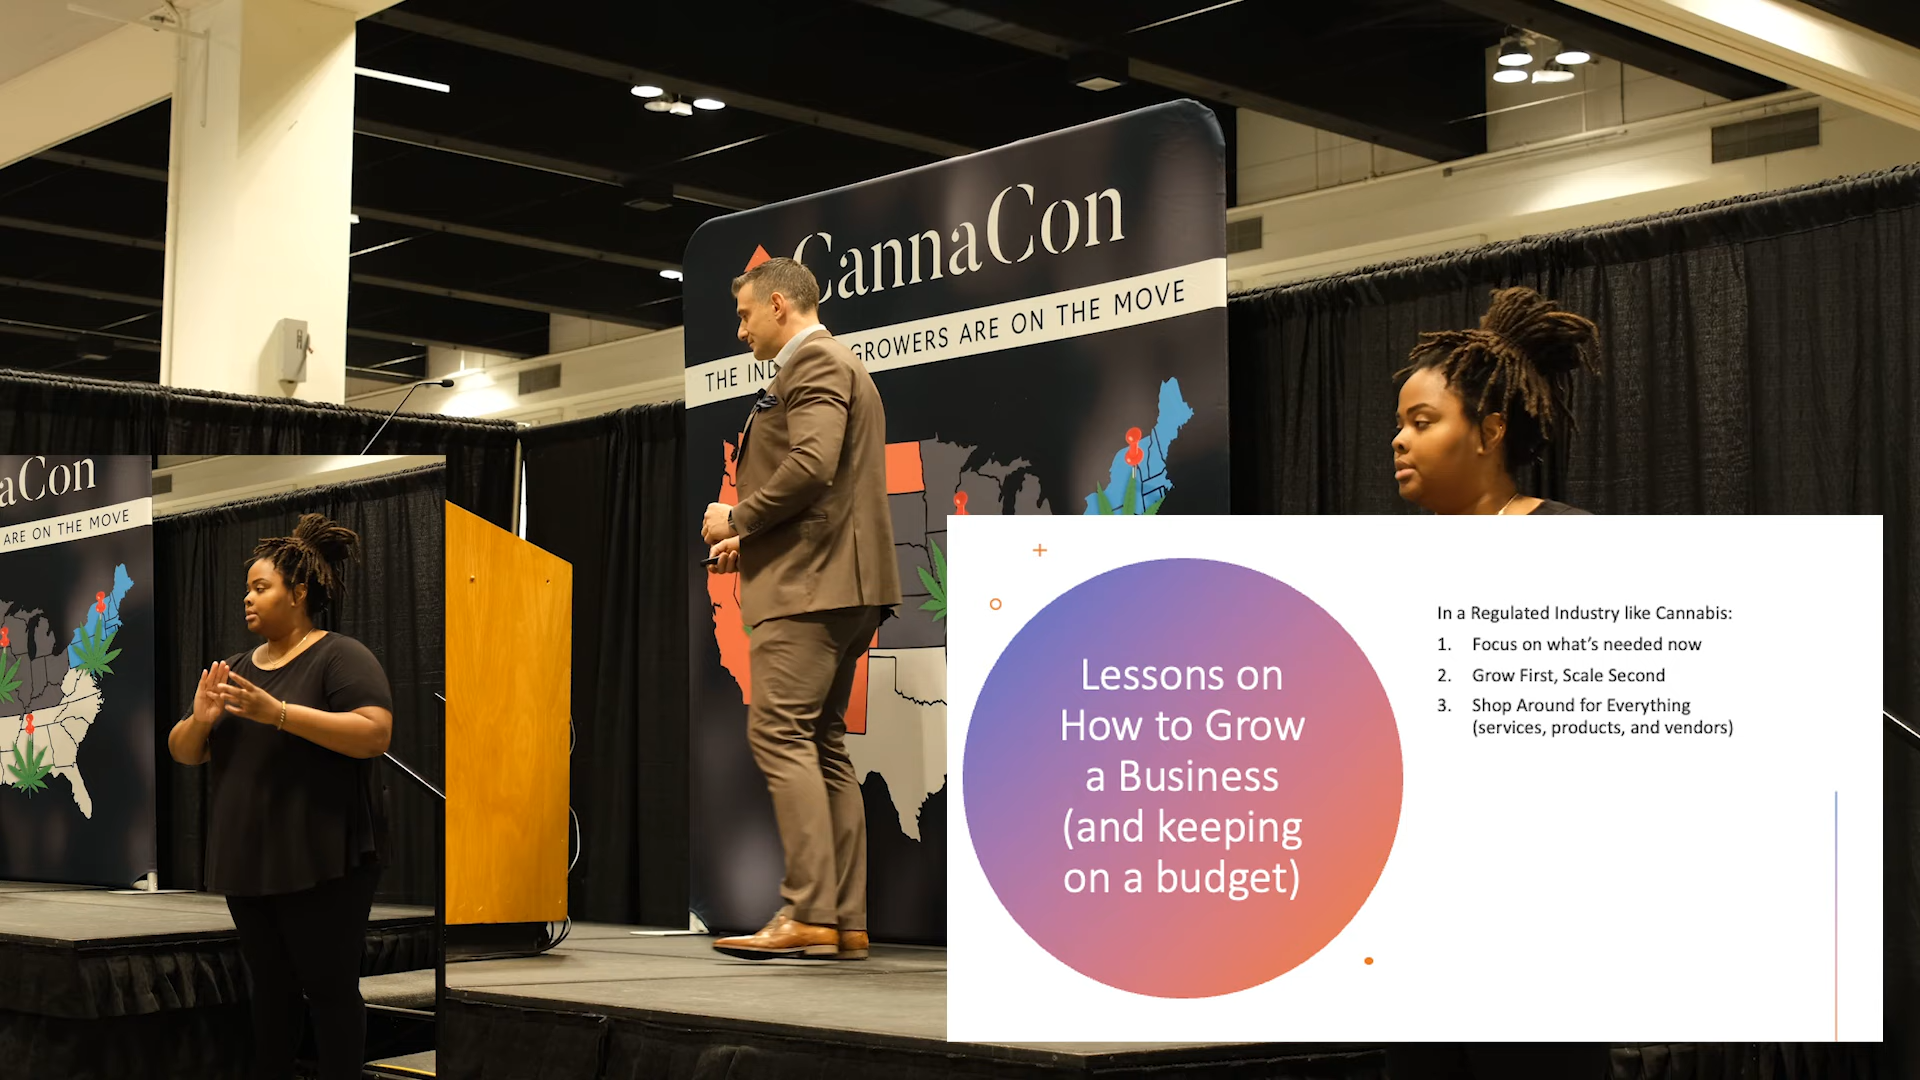 CannaCon
THE IND GROWERS ARE ON THE MOVE
aCon
ARE ON THE MOVE
Lessons on
How to Grow
a Business
(and keeping
on a budget)
In a Regulated Industry like Cannabis:
1. Focus on what's needed now
2. Grow First, Scale Second
3. Shop Around for Everything
(services, products, and vendors)